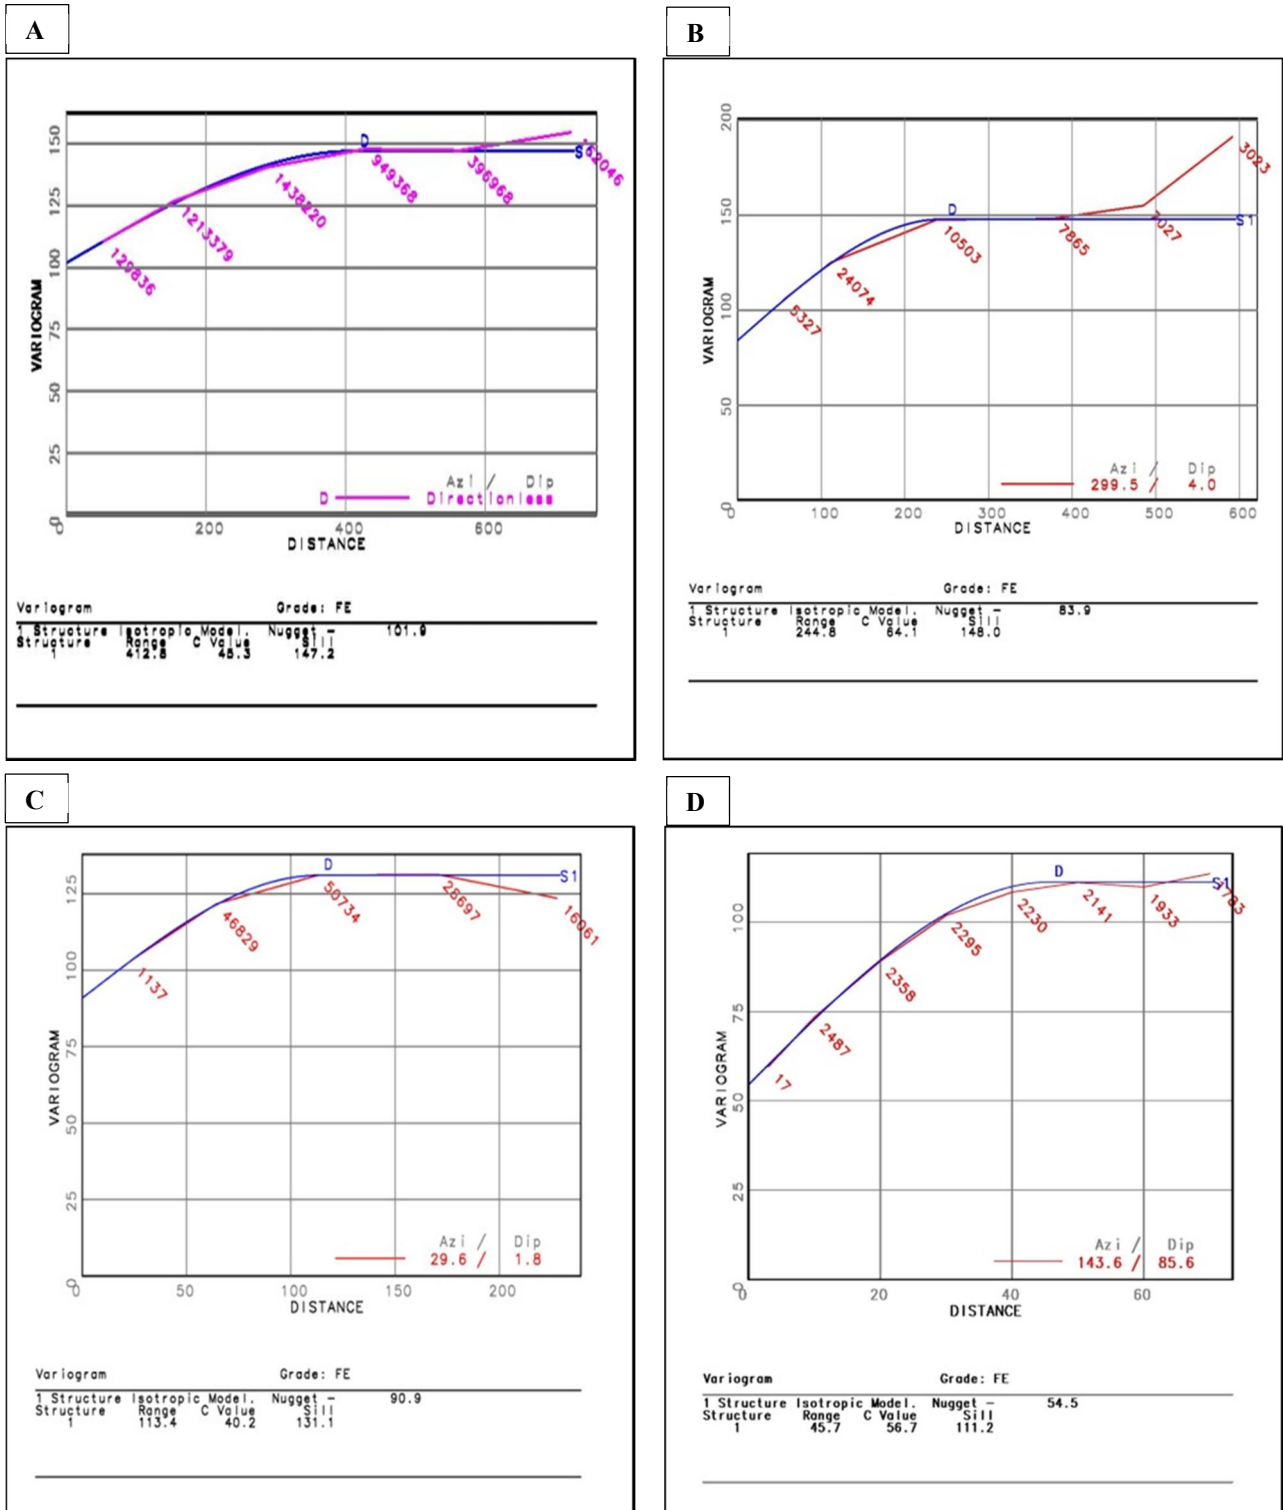 A
VARIOGRAM
150
125
100
75
50
25
0
D
S
129836
1213379
1438220
949368
396968
62046
Azi / Dip
D Directionless
0 200 400 600
DISTANCE
Variogram Grade: FE
1 Structure Isotropic Model. Nugget - 101.9
Structure Range C Value Sill
1 412.8 45.3 147.2
B
VARIOGRAM
200
150
100
50
0
D
S1
5327
24074
10503
7865
3023
Azi / Dip
299.5 / 4.0
0 100 200 300 400 500 600
DISTANCE
Variogram Grade: FE
1 Structure Isotropic Model. Nugget - 83.9
Structure Range C Value Sill
1 244.8 64.1 148.0
C
VARIOGRAM
125
100
75
50
25
0
D
S1
1137
46829
50734
28697
16061
Azi / Dip
29.6 / 1.8
0 50 100 150 200
DISTANCE
Variogram Grade: FE
1 Structure Isotropic Model. Nugget - 90.9
Structure Range C Value Sill
1 113.4 40.2 131.1
D
VARIOGRAM
100
75
50
25
0
D
S1
17
2487
2358
2295
2230
2141
1933
1783
Azi / Dip
143.6 / 85.6
0 20 40 60
DISTANCE
Variogram Grade: FE
1 Structure Isotropic Model. Nugget - 54.5
Structure Range C Value Sill
1 45.7 56.7 111.2